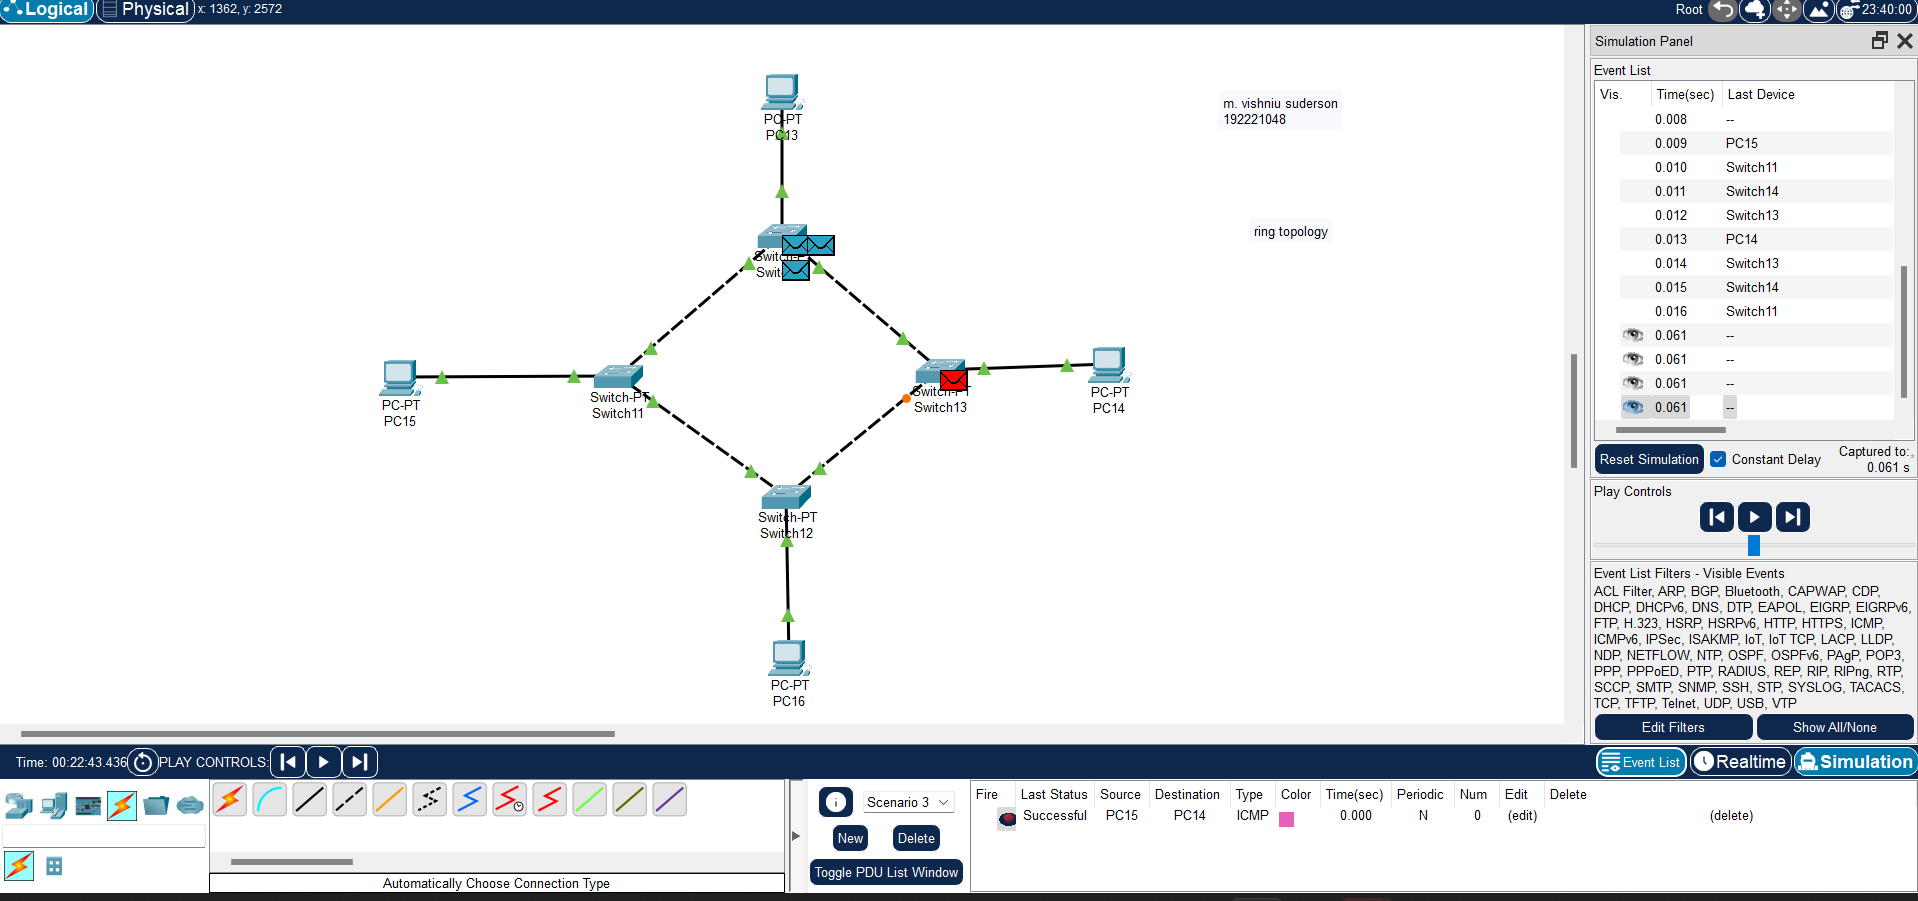 Logical Physical x: 1362, y: 2572 Root 23:40:00
Simulation Panel
Event List
Vis. Time(sec) Last Device
0.008 --
0.009 PC15
0.010 Switch11
0.011 Switch14
0.012 Switch13
0.013 PC14
0.014 Switch13
0.015 Switch14
0.016 Switch11
0.061 --
0.061 --
0.061 --
0.061 --
Reset Simulation Constant Delay Captured to:
0.061 s
Play Controls
Event List Filters - Visible Events
ACL Filter, ARP, BGP, Bluetooth, CAPWAP, CDP,
DHCP, DHCPv6, DNS, DTP, EAPOL, EIGRP, EIGRPv6,
FTP, H.323, HSRP, HSRPv6, HTTP, HTTPS, ICMP,
ICMPv6, IPSec, ISAKMP, IoT, IoT TCP, LACP, LLDP,
NDP, NETFLOW, NTP, OSPF, OSPFv6, PAgP, POP3,
PPP, PPPoED, PTP, RADIUS, REP, RIP, RIPng, RTP,
SCCP, SMTP, SNMP, SSH, STP, SYSLOG, TACACS,
TCP, TFTP, Telnet, UDP, USB, VTP
Edit Filters Show All/None
m. vishniu suderson
192221048
ring topology
PC-PT
PC13
PC-PT
PC15
Switch-PT
Switch11
Switch-PT
Switch13
PC-PT
PC14
Switch-PT
Switch12
PC-PT
PC16
Time: 00:22:43.436 PLAY CONTROLS:
Event List Realtime Simulation
Automatically Choose Connection Type
Scenario 3
New Delete
Toggle PDU List Window
Fire Last Status Source Destination Type Color Time(sec) Periodic Num Edit Delete
Successful PC15 PC14 ICMP 0.000 N 0 (edit) (delete)